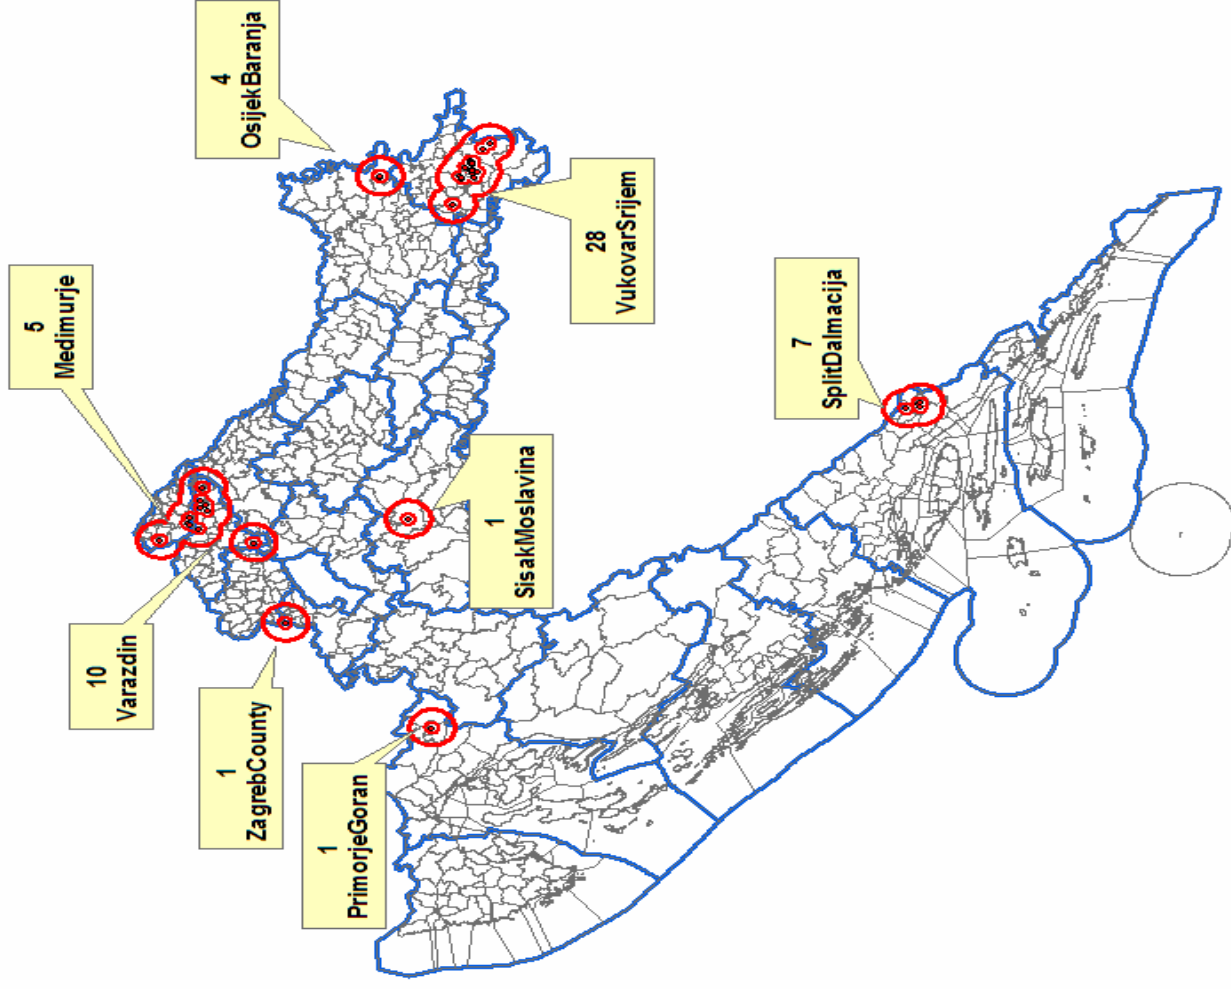 4
OsijekBaranja
5
Medimurje
28
VukovarSrijem
7
SplitDalmacija
1
SisakMoslavina
10
Varazdin
1
ZagrebCounty
1
PrimorjeGoran